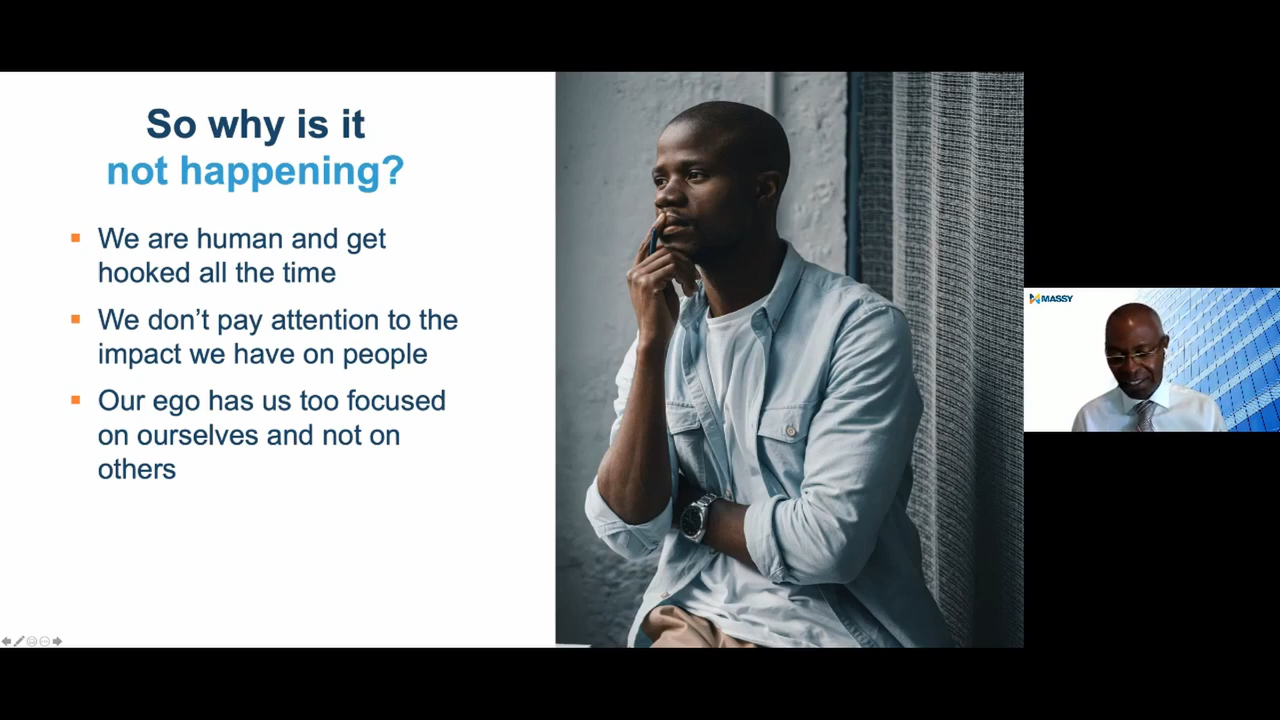 So why is it
not happening?
▪ We are human and get
hooked all the time
▪ We don’t pay attention to the
impact we have on people
▪ Our ego has us too focused
on ourselves and not on
others
MASSY